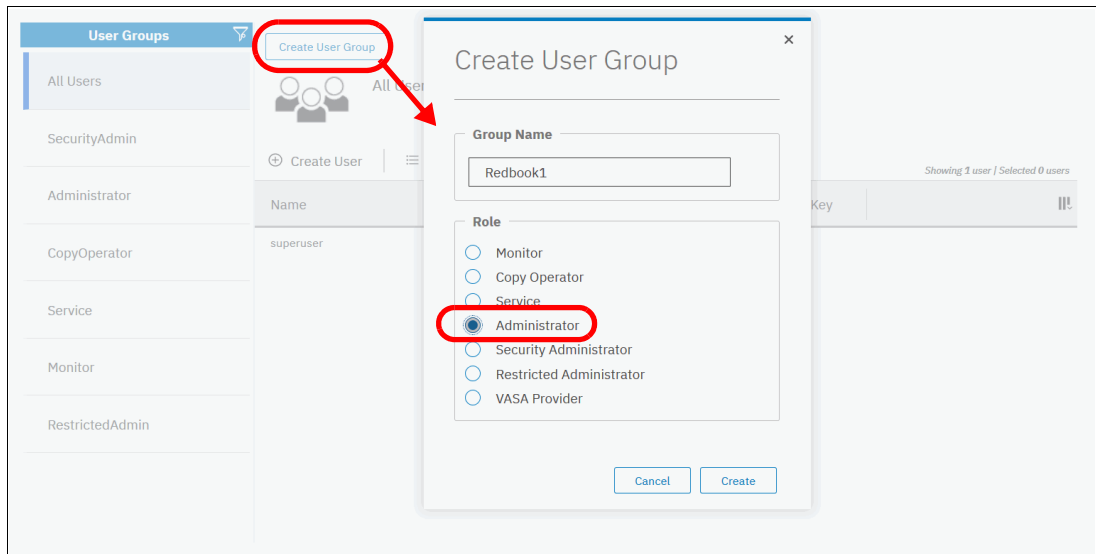 User Groups
All Users
SecurityAdmin
Administrator
CopyOperator
Service
Monitor
RestrictedAdmin
Create User Group
All User
Create User
Showing 1 user | Selected 0 users
Name
Key
superuser
Create User Group
Group Name
Redbook1
Role
Monitor
Copy Operator
Service
Administrator
Security Administrator
Restricted Administrator
VASA Provider
Cancel
Create